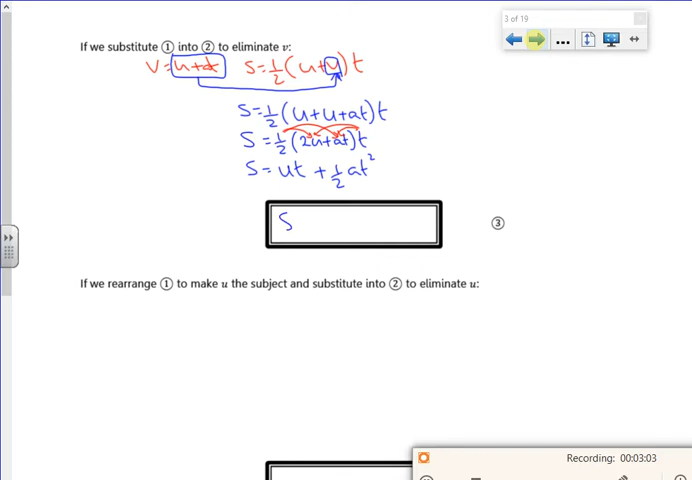 3 of 19
If we substitute ① into ② to eliminate v:
V=u+at S=½(u+v)t
S=½(u+u+at)t
S=½(2u+at)t
S=ut+½at²
S
③
If we rearrange ① to make u the subject and substitute into ② to eliminate u:
Recording: 00:03:03